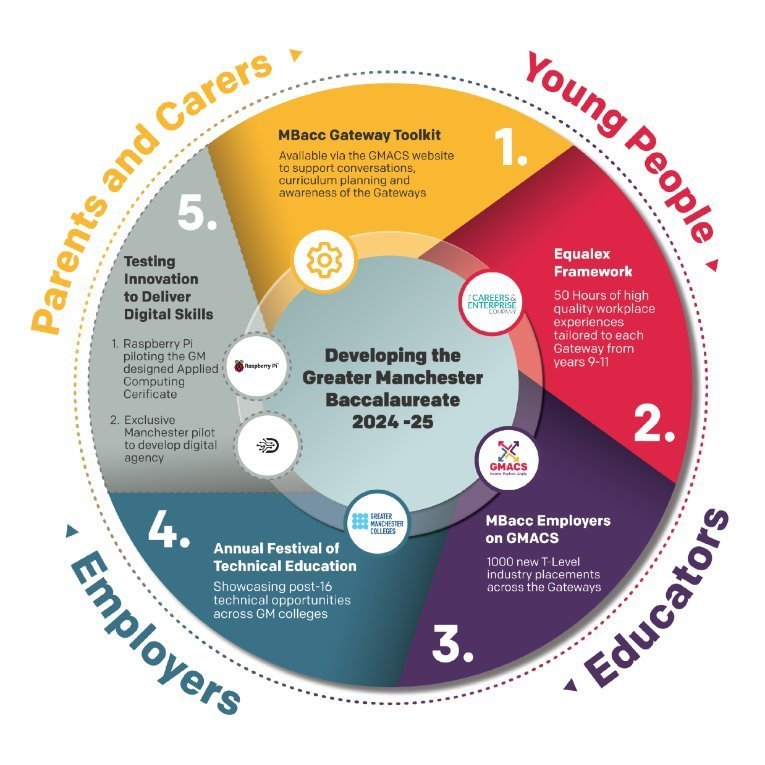 Parents and Carers
Young People
Educators
Employers
Developing the
Greater Manchester
Baccalaureate
2024 -25
MBacc Gateway Toolkit
1.
Available via the GMACS website
to support conversations,
curriculum planning and
awareness of the Gateways
Equalex
Framework
50 Hours of high
quality workplace
experiences
tailored to each
Gateway from
years 9-11
2.
THE CAREERS &
ENTERPRISE
COMPANY
GMACS
MBacc Employers
on GMACS
1000 new T-Level
industry placements
across the Gateways
3.
GREATER
MANCHESTER
COLLEGES
4.
Annual Festival of
Technical Education
Showcasing post-16
technical opportunities
across GM colleges
5.
Testing
Innovation
to Deliver
Digital Skills
1. Raspberry Pi
piloting the GM
designed Applied
Computing
Cerificate
2. Exclusive
Manchester pilot
to develop digital
agency
Raspberry Pi